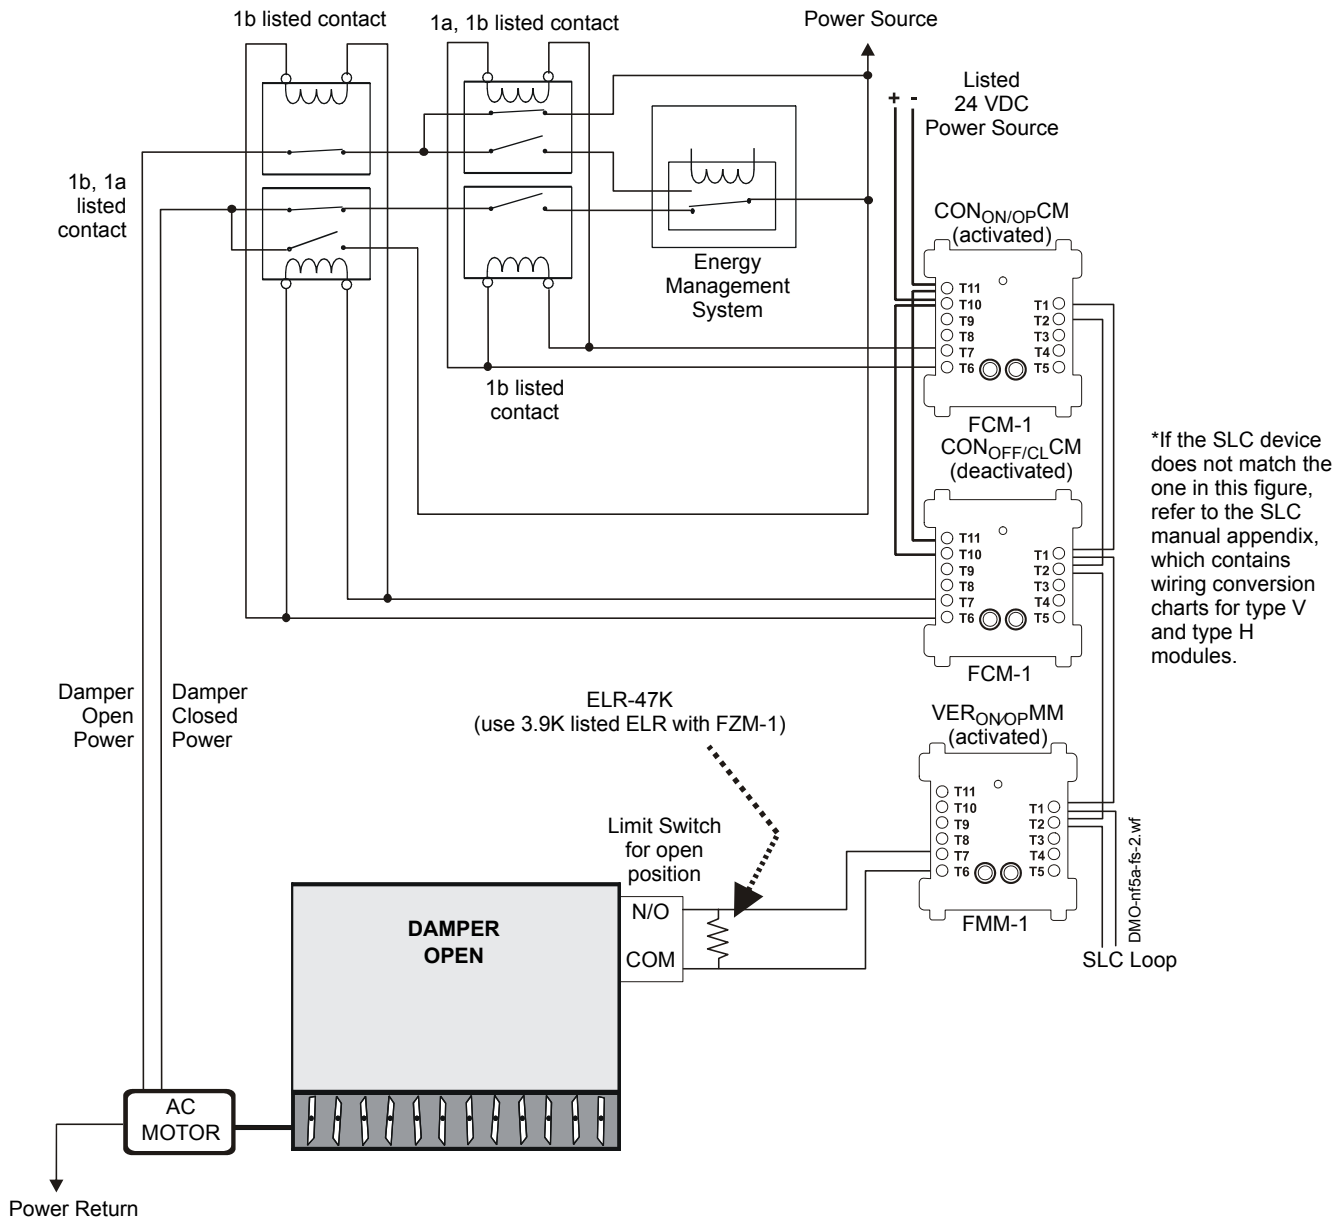 1b listed contact
1a, 1b listed contact
Power Source
+ -
Listed
24 VDC
Power Source
1b, 1a
listed
contact
Energy
Management
System
CONON/OPCM
(activated)
T11
T10
T9
T8
T7
T6
T1
T2
T3
T4
T5
FCM-1
1b listed
contact
CONOFF/CLCM
(deactivated)
T11
T10
T9
T8
T7
T6
T1
T2
T3
T4
T5
FCM-1
*If the SLC device
does not match the
one in this figure,
refer to the SLC
manual appendix,
which contains
wiring conversion
charts for type V
and type H
modules.
Damper
Open
Power
Damper
Closed
Power
ELR-47K
(use 3.9K listed ELR with FZM-1)
VERON/OPMM
(activated)
T11
T10
T9
T8
T7
T6
T1
T2
T3
T4
T5
FMM-1
DMO-nf5a-fs-2.wf
SLC Loop
Limit Switch
for open
position
N/O
COM
DAMPER
OPEN
AC
MOTOR
Power Return